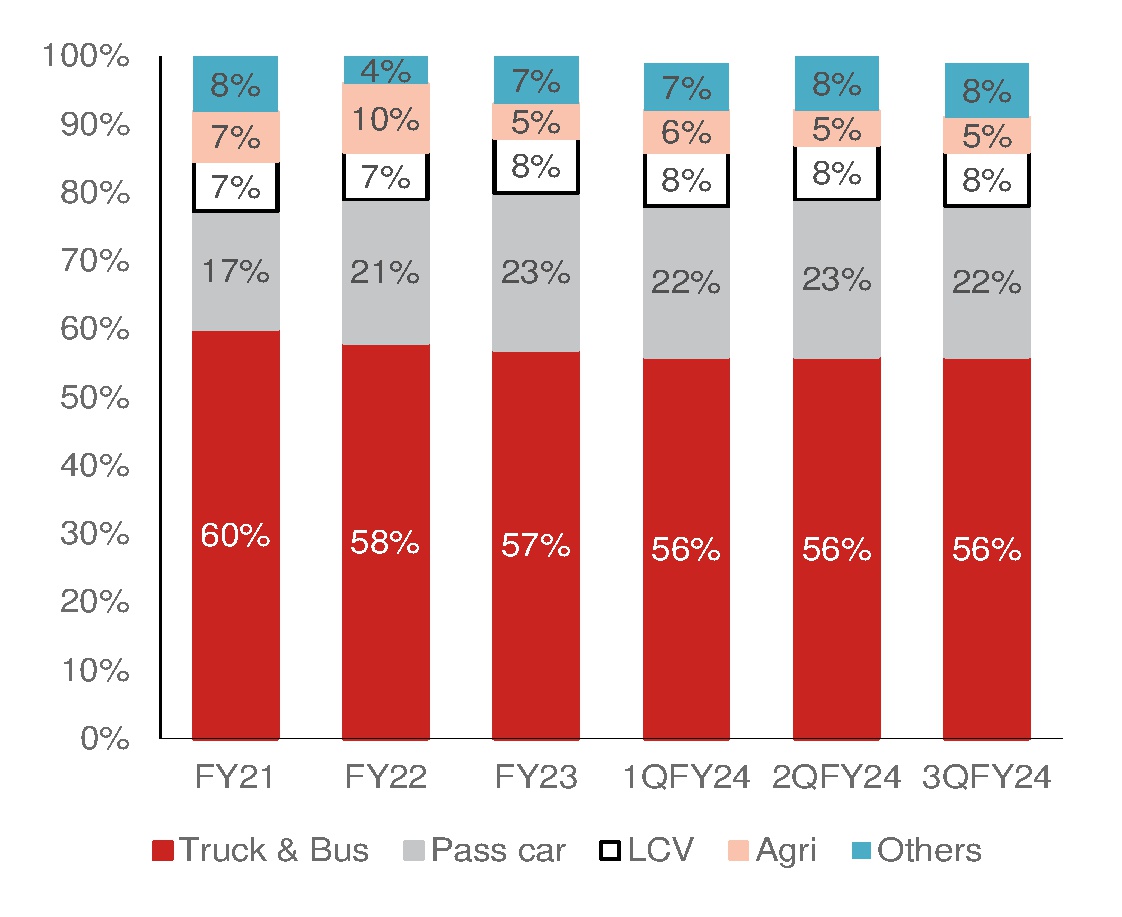 100%
90%
80%
70%
60%
50%
40%
30%
20%
10%
0%
8% 4% 7% 7% 8% 8%
7% 10% 5% 6% 5% 5%
7% 7% 8% 8% 8% 8%
17% 21% 23% 22% 23% 22%
60% 58% 57% 56% 56% 56%
FY21 FY22 FY23 1QFY24 2QFY24 3QFY24
Truck & Bus Pass car LCV Agri Others